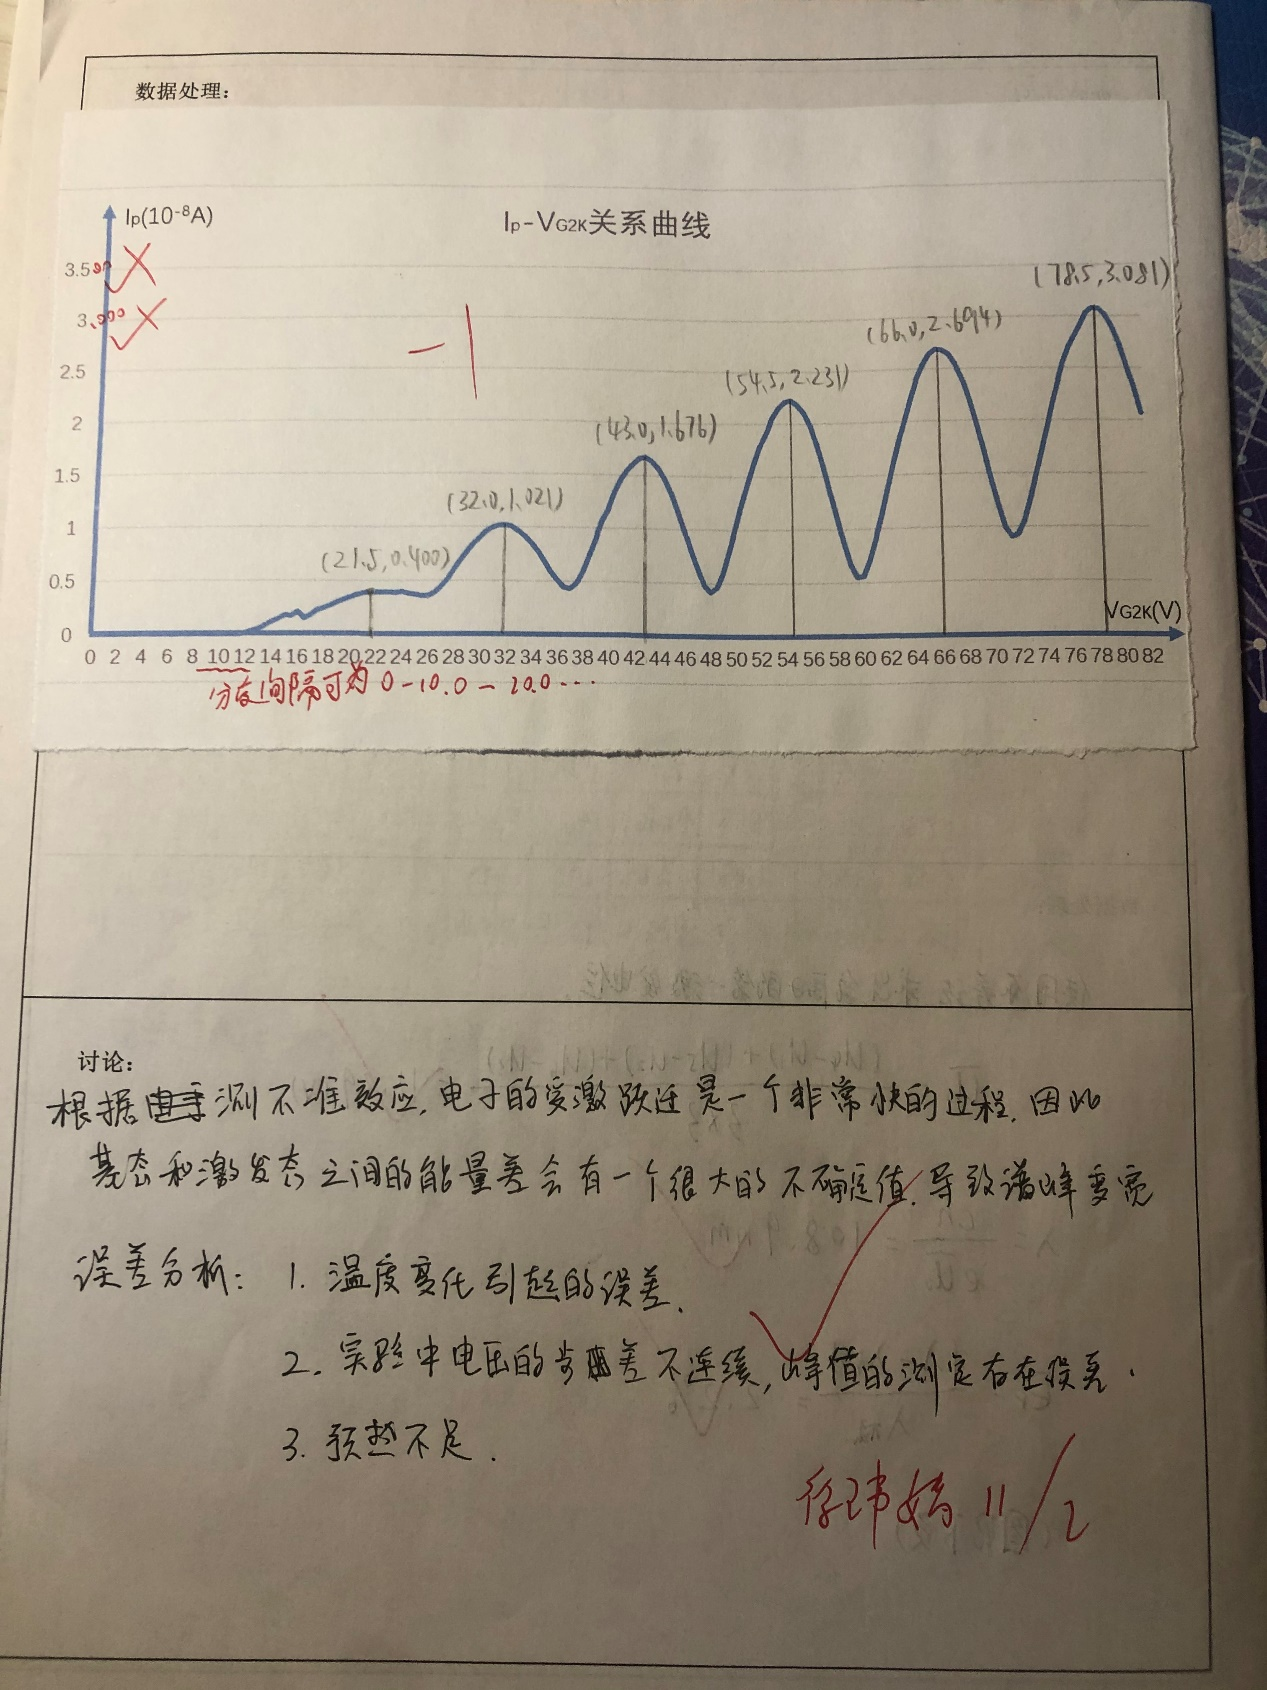 数据处理：
Ip(10⁻⁸A)
Ip-VG2K关系曲线
3.500
3.000
2.5
2
1.5
1
0.5
0
-1
(21.5,0.400)
(32.0,1.021)
(43.0,1.676)
(54.5,2.231)
(66.0,2.694)
(78.5,3.081)
VG2K(V)
0 2 4 6 8 10 12 14 16 18 20 22 24 26 28 30 32 34 36 38 40 42 44 46 48 50 52 54 56 58 60 62 64 66 68 70 72 74 76 78 80 82
分度间隔可为 0-10.0-20.0...
讨论：
根据测不准效应,电子的受激跃迁是一个非常快的过程,因此
基态和激发态之间的能量差会有一个很大的不确定值,导致谱峰变宽
误差分析： 1. 温度变化引起的误差.
2. 实验中电压的步差不连续,峰值的测定存在误差.
3. 预热不足.
11/2